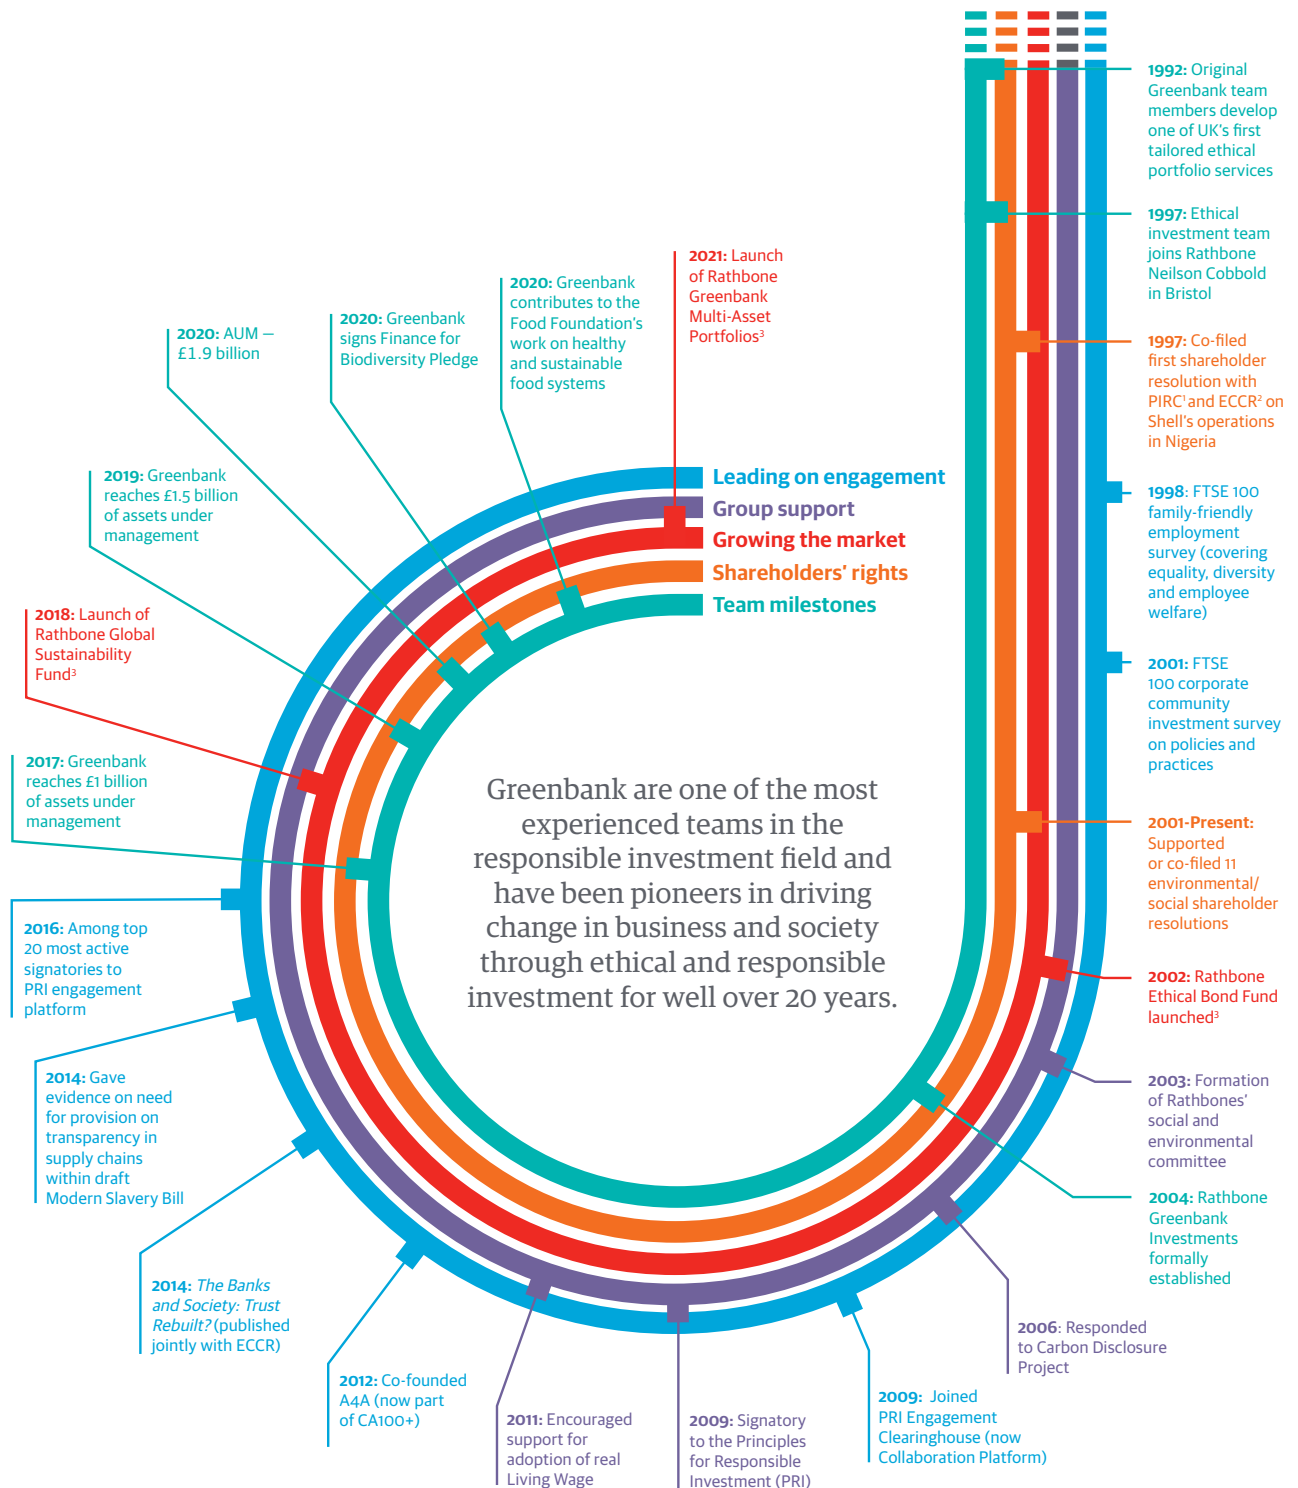 1992: Original
Greenbank team
members develop
one of UK's first
tailored ethical
portfolio services
1997: Ethical
investment team
joins Rathbone
Neilson Cobbold
in Bristol
1997: Co-filed
first shareholder
resolution with
PIRC¹ and ECCR² on
Shell's operations
in Nigeria
1998: FTSE 100
family-friendly
employment
survey (covering
equality, diversity
and employee
welfare)
2001: FTSE
100 corporate
community
investment survey
on policies and
practices
2001-Present:
Supported
or co-filed 11
environmental/
social shareholder
resolutions
2002: Rathbone
Ethical Bond Fund
launched³
2003: Formation
of Rathbones'
social and
environmental
committee
2004: Rathbone
Greenbank
Investments
formally
established
2006: Responded
to Carbon Disclosure
Project
2009: Joined
PRI Engagement
Clearinghouse (now
Collaboration Platform)
2009: Signatory
to the Principles
for Responsible
Investment (PRI)
2011: Encouraged
support for
adoption of real
Living Wage
2012: Co-founded
A4A (now part
of CA100+)
2014: The Banks
and Society: Trust
Rebuilt? (published
jointly with ECCR)
2014: Gave
evidence on need
for provision on
transparency in
supply chains
within draft
Modern Slavery Bill
2016: Among top
20 most active
signatories to
PRI engagement
platform
2017: Greenbank
reaches £1 billion
of assets under
management
2018: Launch of
Rathbone Global
Sustainability
Fund³
2019: Greenbank
reaches £1.5 billion
of assets under
management
2020: AUM –
£1.9 billion
2020: Greenbank
signs Finance for
Biodiversity Pledge
2020: Greenbank
contributes to the
Food Foundation's
work on healthy
and sustainable
food systems
2021: Launch
of Rathbone
Greenbank
Multi-Asset
Portfolios³
Leading on engagement
Group support
Growing the market
Shareholders' rights
Team milestones
Greenbank are one of the most
experienced teams in the
responsible investment field and
have been pioneers in driving
change in business and society
through ethical and responsible
investment for well over 20 years.